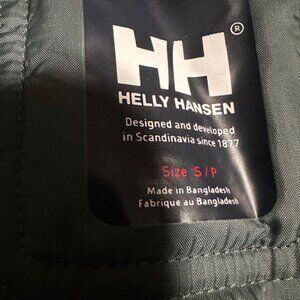 HH®
HELLY HANSEN
Designed and developed
in Scandinavia since 1877
Size S/P
Made in Bangladesh
Fabriqué au Bangladesh